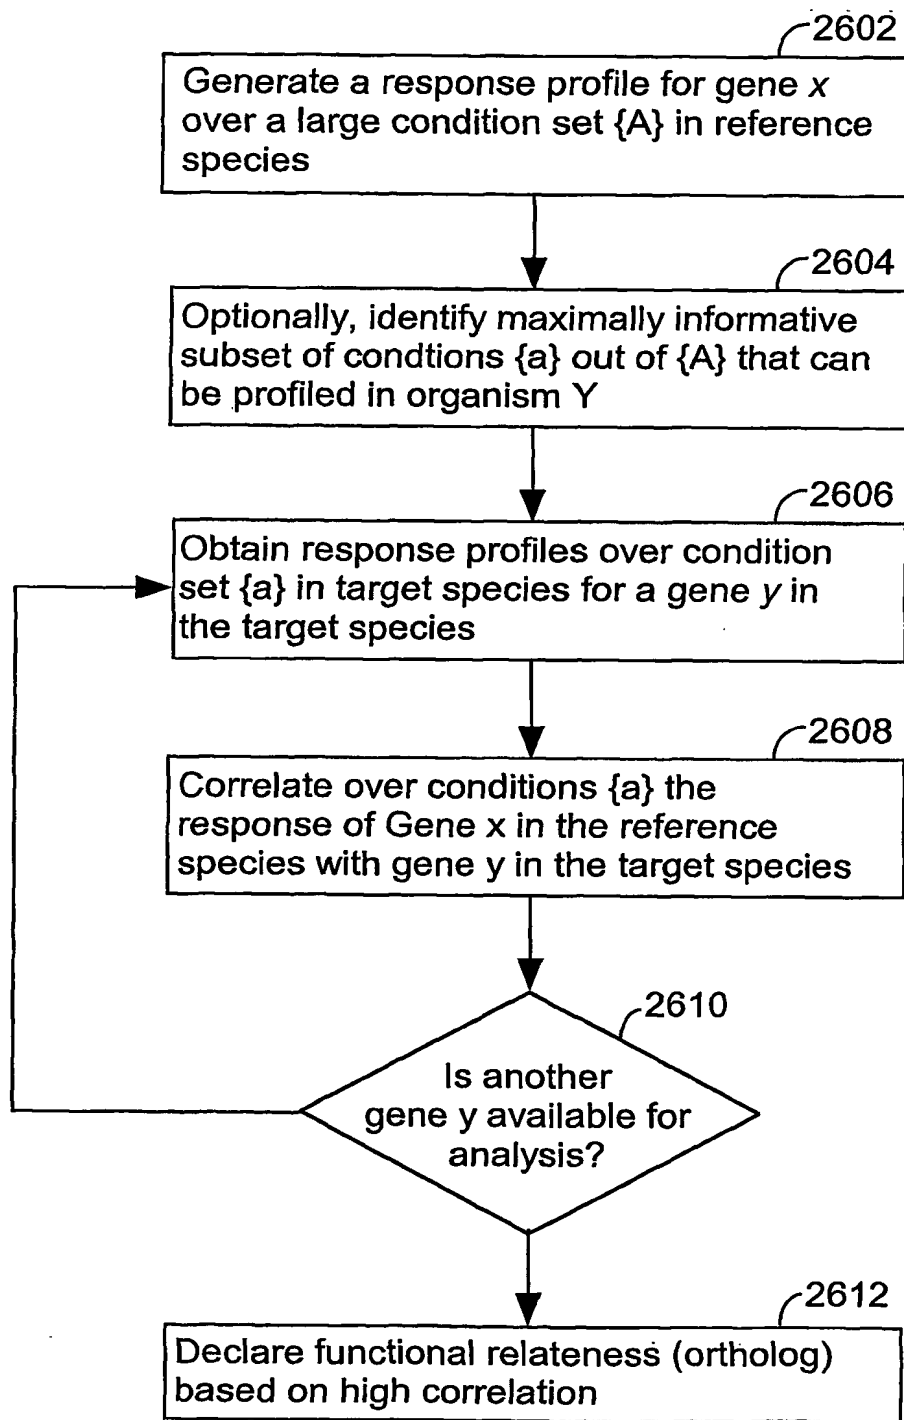 2602
Generate a response profile for gene x
over a large condition set {A} in reference
species
2604
Optionally, identify maximally informative
subset of condtions {a} out of {A} that can
be profiled in organism Y
2606
Obtain response profiles over condition
set {a} in target species for a gene y in
the target species
2608
Correlate over conditions {a} the
response of Gene x in the reference
species with gene y in the target species
2610
Is another
gene y available for
analysis?
2612
Declare functional relateness (ortholog)
based on high correlation